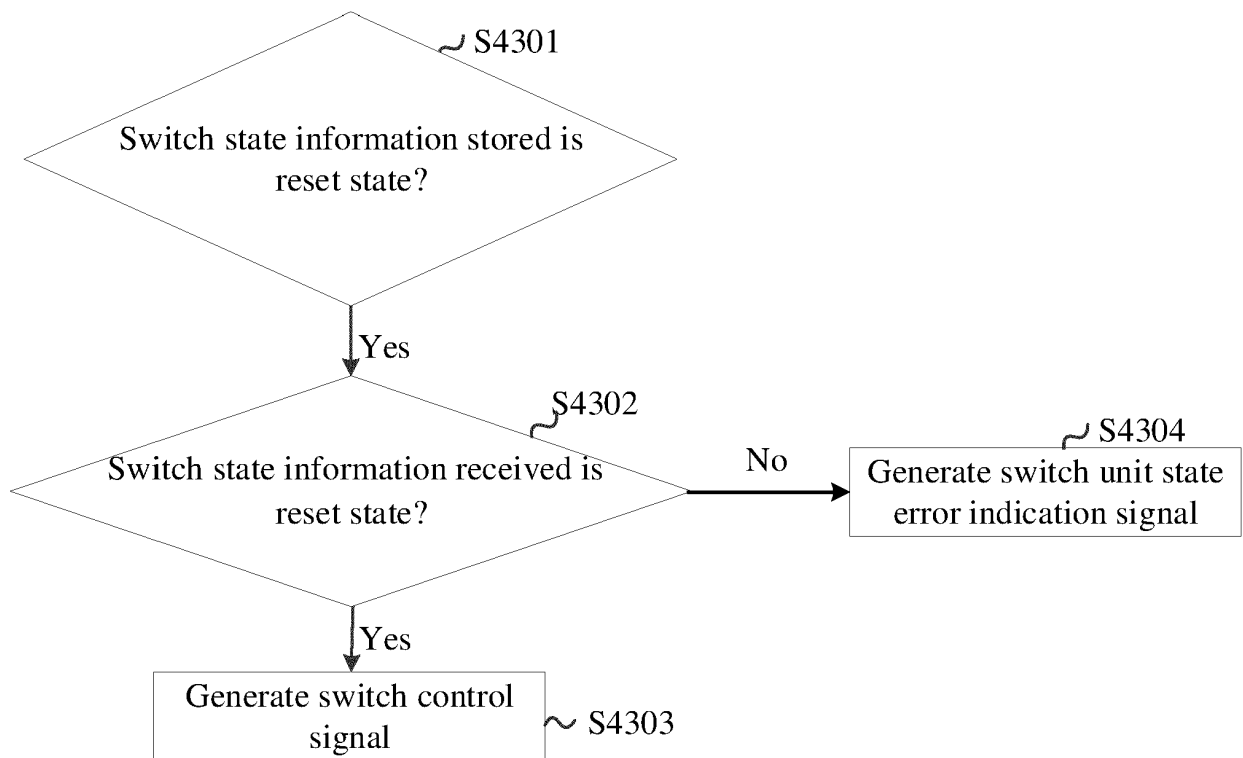 S4301
Switch state information stored is
reset state?
Yes
S4302
Switch state information received is
reset state?
No
S4304
Generate switch unit state
error indication signal
Yes
Generate switch control
signal
S4303